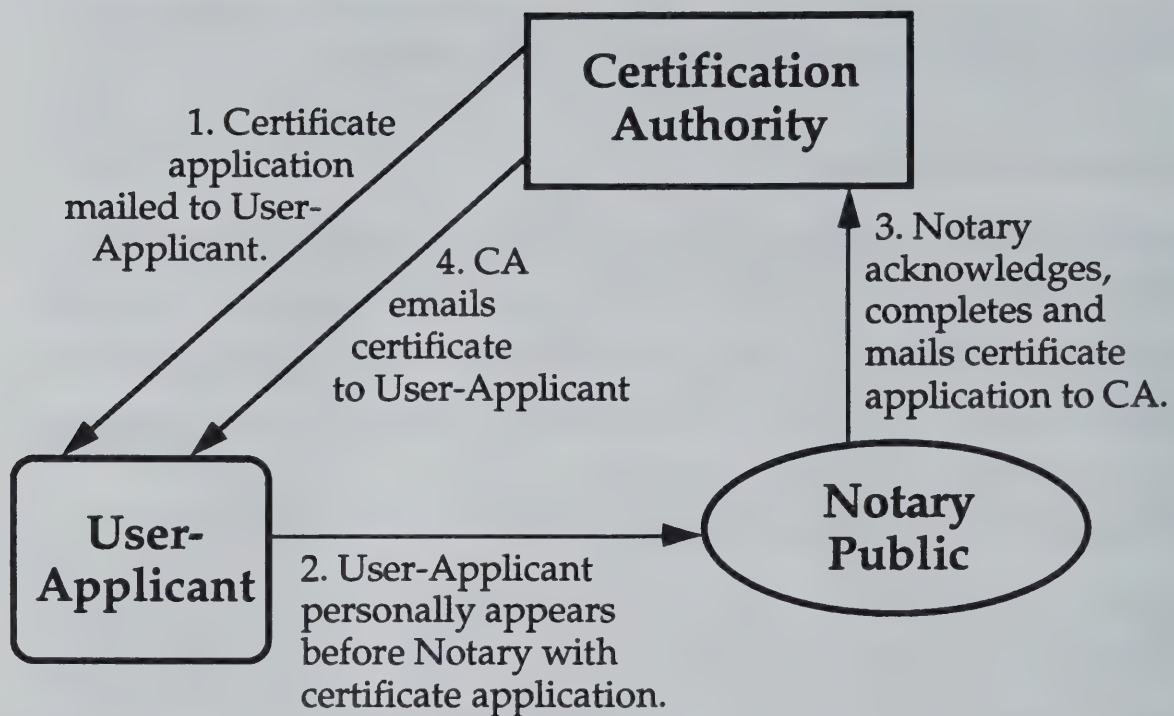 Certification
Authority
1. Certificate
application
mailed to User-
Applicant.
4. CA
emails
certificate
to User-Applicant
3. Notary
acknowledges,
completes and
mails certificate
application to CA.
User-
Applicant
2. User-Applicant
personally appears
before Notary with
certificate application.
Notary
Public